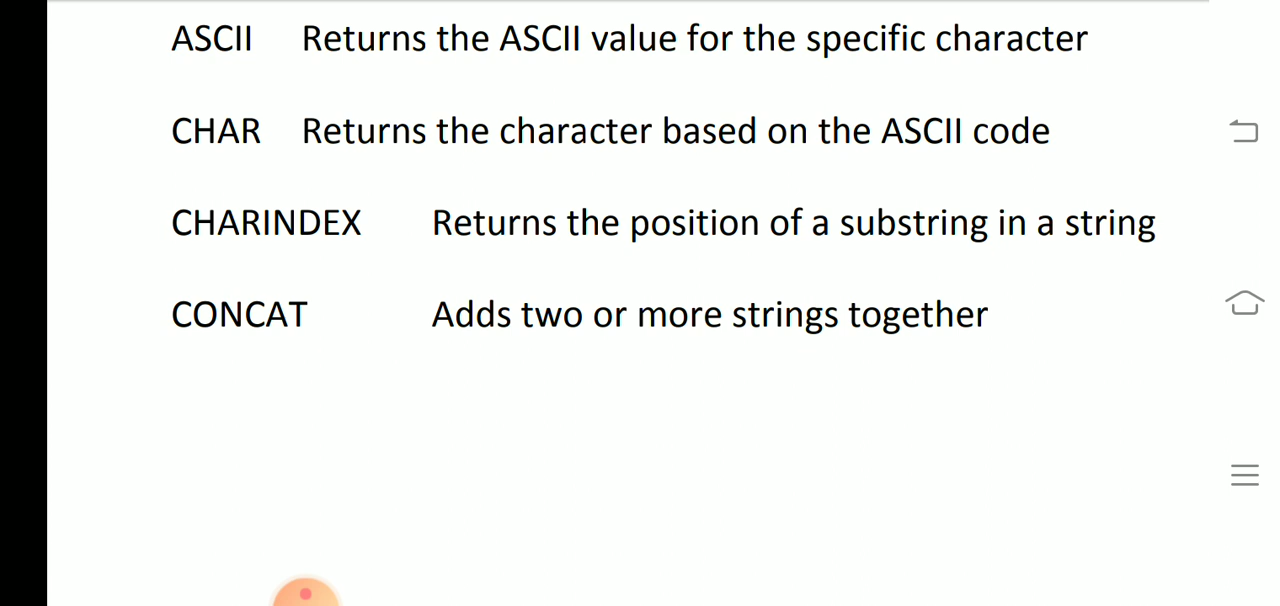 ASCII Returns the ASCII value for the specific character
CHAR Returns the character based on the ASCII code
CHARINDEX Returns the position of a substring in a string
CONCAT Adds two or more strings together